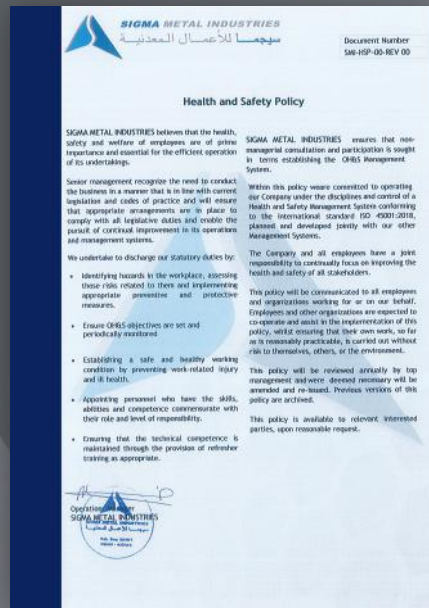 SIGMA METAL INDUSTRIES
سيجما للأعمال المعدنية
Document Number
SMI-HSP-00-REV 00
Health and Safety Policy
SIGMA METAL INDUSTRIES believes that the health,
safety and welfare of employees are of prime
importance and essential for the efficient operation
of its undertakings.
Senior management recognize the need to conduct
the business in a manner that is in line with current
legislation and codes of practice and will ensure
that appropriate arrangements are in place to
comply with all legislative duties and enable the
pursuit of continual improvement in its operations
and management systems.
We undertake to discharge our statutory duties by:
• Identifying hazards in the workplace, assessing
those risks related to them and implementing
appropriate preventive and protective
measures.
• Ensure OH&S objectives are set and
periodically monitored
• Establishing a safe and healthy working
condition by preventing work-related injury
and ill health.
• Appointing personnel who have the skills,
abilities and competence commensurate with
their role and level of responsibility.
• Ensuring that the technical competence is
maintained through the provision of refresher
training as appropriate.
Operation Manager
SIGMA METAL INDUSTRIES
SIGMA METAL INDUSTRIES
SIGMA METAL INDUSTRIES ensures that non-
managerial consultation and participation is sought
in terms establishing the OH&S Management
System.
Within this policy weare committed to operating
our Company under the disciplines and control of a
Health and Safety Management System conforming
to the International standard ISO 45001:2018,
planned and developed jointly with our other
Management Systems.
The Company and all employees have a joint
responsibility to continually focus on improving the
health and safety of all stakeholders.
This policy will be communicated to all employees
and organizations working for or on our behalf.
Employees and other organizations are expected to
co-operate and assist in the implementation of this
policy, whilst ensuring that their own work, so far
as is reasonably practicable, is carried out without
risk to themselves, others, or the environment.
This policy will be reviewed annually by top
management and were deemed necessary will be
amended and re-issued. Previous versions of this
policy are archived.
This policy is available to relevant interested
parties, upon reasonable request.